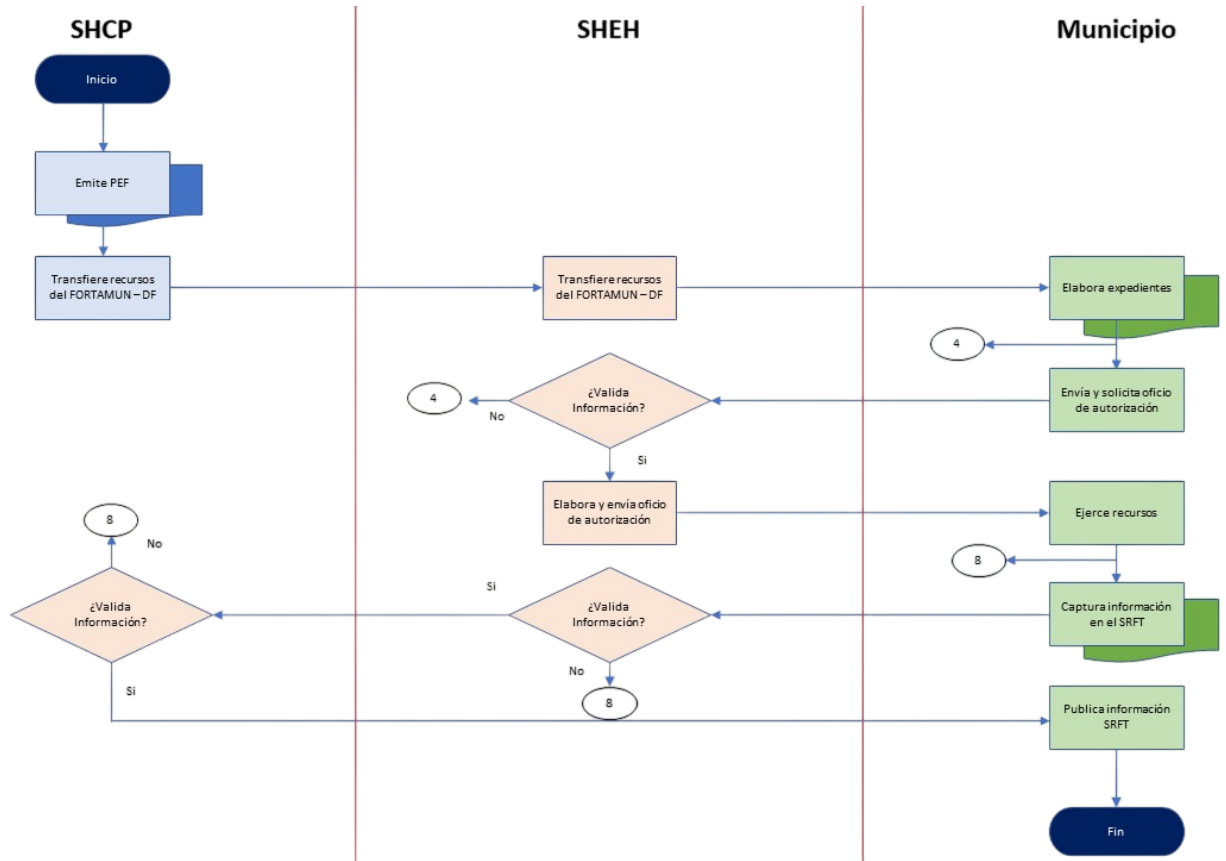 SHCP
SHEH
Municipio
Inicio
Emite PEF
Transfiere recursos
del FORTAMUN – DF
Transfiere recursos
del FORTAMUN – DF
Elabora expedientes
4
¿Valida
Información?
4
No
Envía y solicita oficio
de autorización
Si
Elabora y envía oficio
de autorización
Ejerce recursos
8
No
8
¿Valida
Información?
Si
¿Valida
Información?
Captura información
en el SRFT
No
Si
8
Publica información
SRFT
Fin